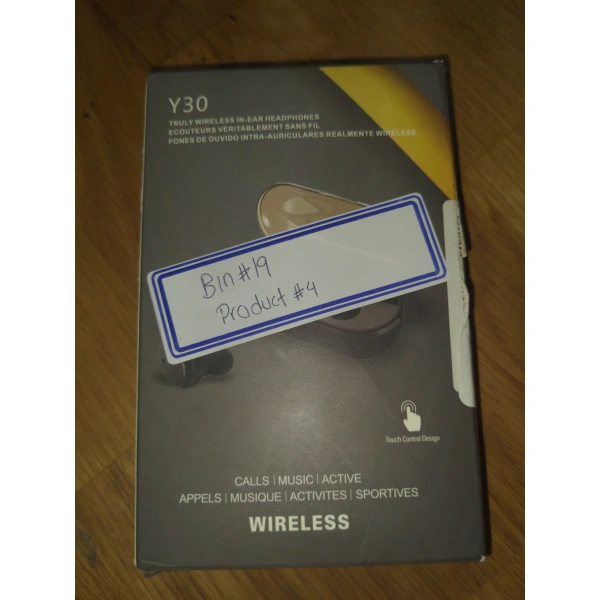 Y30
TRULY WIRELESS IN-EAR HEADPHONES
ECOUTEURS VÉRITABLEMENT SANS FIL
FONES DE OUVIDO INTRA-AURICULARES REALMENTE WIRELESS
Bin #19
Product #4
Touch Control Design
CALLS | MUSIC | ACTIVE
APPELS | MUSIQUE | ACTIVITES | SPORTIVES
WIRELESS